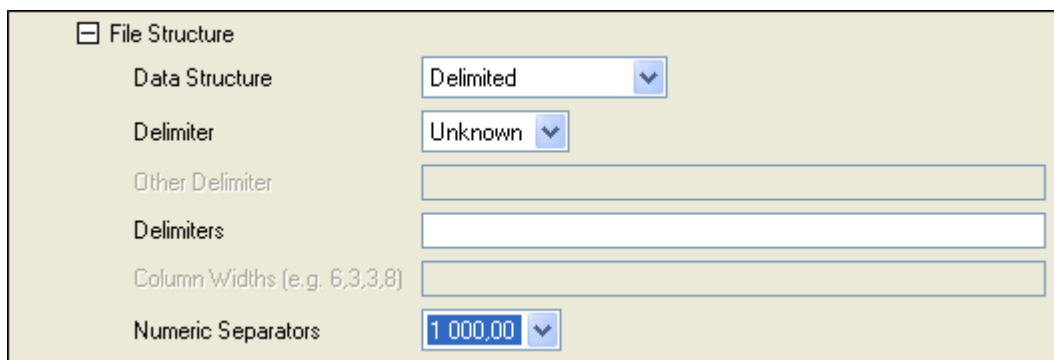 File Structure
Data Structure Delimited
Delimiter Unknown
Other Delimiter
Delimiters
Column Widths (e.g. 6,3,3,8)
Numeric Separators 1 000,00